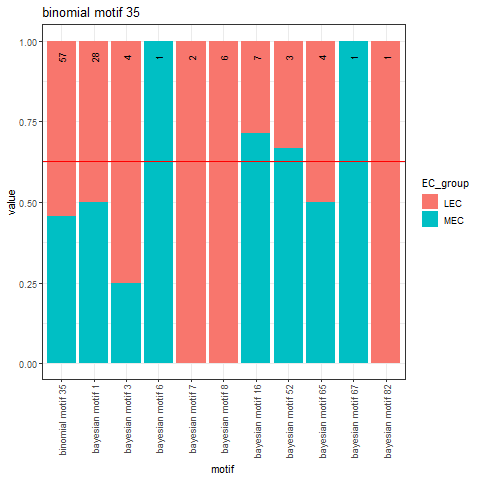 binomial motif 35
1.00
0.75
0.50
0.25
0.00
value
57
28
4
1
2
6
7
3
4
1
1
binomial motif 35
bayesian motif 1
bayesian motif 3
bayesian motif 6
bayesian motif 7
bayesian motif 8
bayesian motif 16
bayesian motif 52
bayesian motif 65
bayesian motif 67
bayesian motif 82
motif
EC_group
LEC
MEC